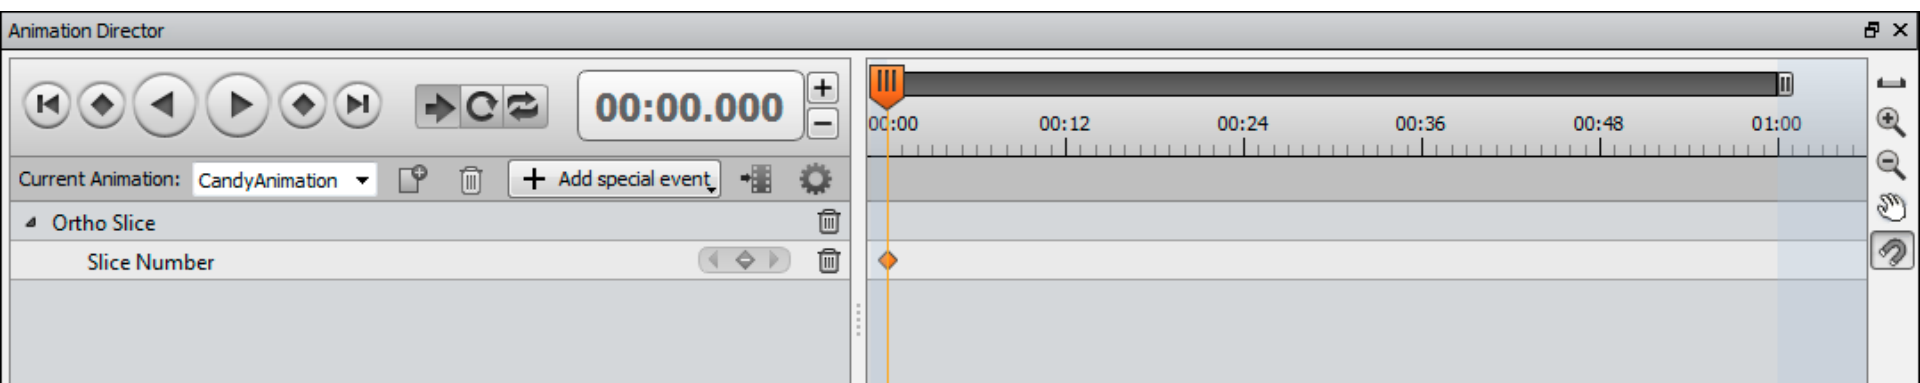 Animation Director
00:00.000
00:00 00:12 00:24 00:36 00:48 01:00
Current Animation: CandyAnimation Add special event
Ortho Slice
Slice Number